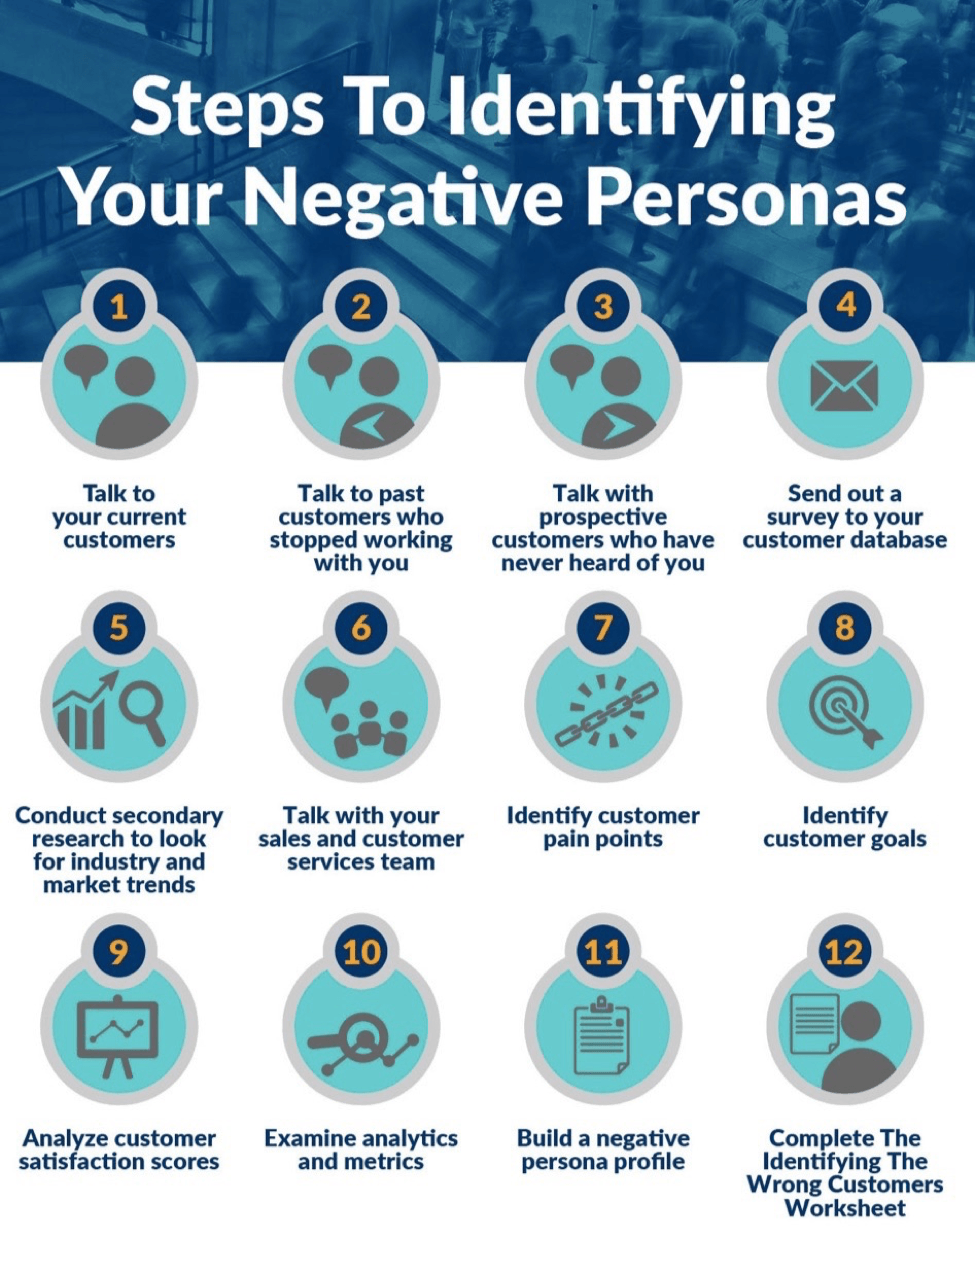 Steps To Identifying
Your Negative Personas
1
Talk to
your current
customers
2
Talk to past
customers who
stopped working
with you
3
Talk with
prospective
customers who have
never heard of you
4
Send out a
survey to your
customer database
5
Conduct secondary
research to look
for industry and
market trends
6
Talk with your
sales and customer
services team
7
Identify customer
pain points
8
Identify
customer goals
9
Analyze customer
satisfaction scores
10
Examine analytics
and metrics
11
Build a negative
persona profile
12
Complete The
Identifying The
Wrong Customers
Worksheet